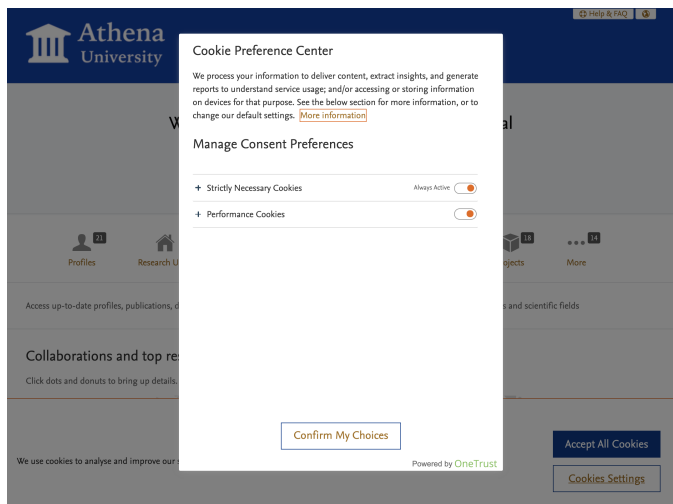 Help & FAQ
Athena
University
Cookie Preference Center
We process your information to deliver content, extract insights, and generate
reports to understand service usage; and/or accessing or storing information
on devices for that purpose. See the below section for more information, or to
change our default settings. More information
W
al
Manage Consent Preferences
+ Strictly Necessary Cookies Always Active
+ Performance Cookies
21
18
14
Profiles
Research U
ojects
More
Access up-to-date profiles, publications, d
s and scientific fields
Collaborations and top re
Click dots and donuts to bring up details.
Confirm My Choices
Accept All Cookies
We use cookies to analyse and improve our s
Powered by OneTrust
Cookies Settings